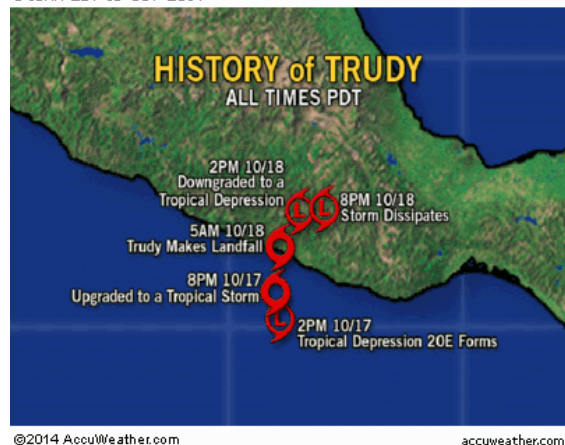 HISTORY of TRUDY
ALL TIMES PDT
2PM 10/18
Downgraded to a
Tropical Depression
8PM 10/18
Storm Dissipates
5AM 10/18
Trudy Makes Landfall
8PM 10/17
Upgraded to a Tropical Storm
2PM 10/17
Tropical Depression 20E Forms
L
L
L
©2014 AccuWeather.com
accuweather.com